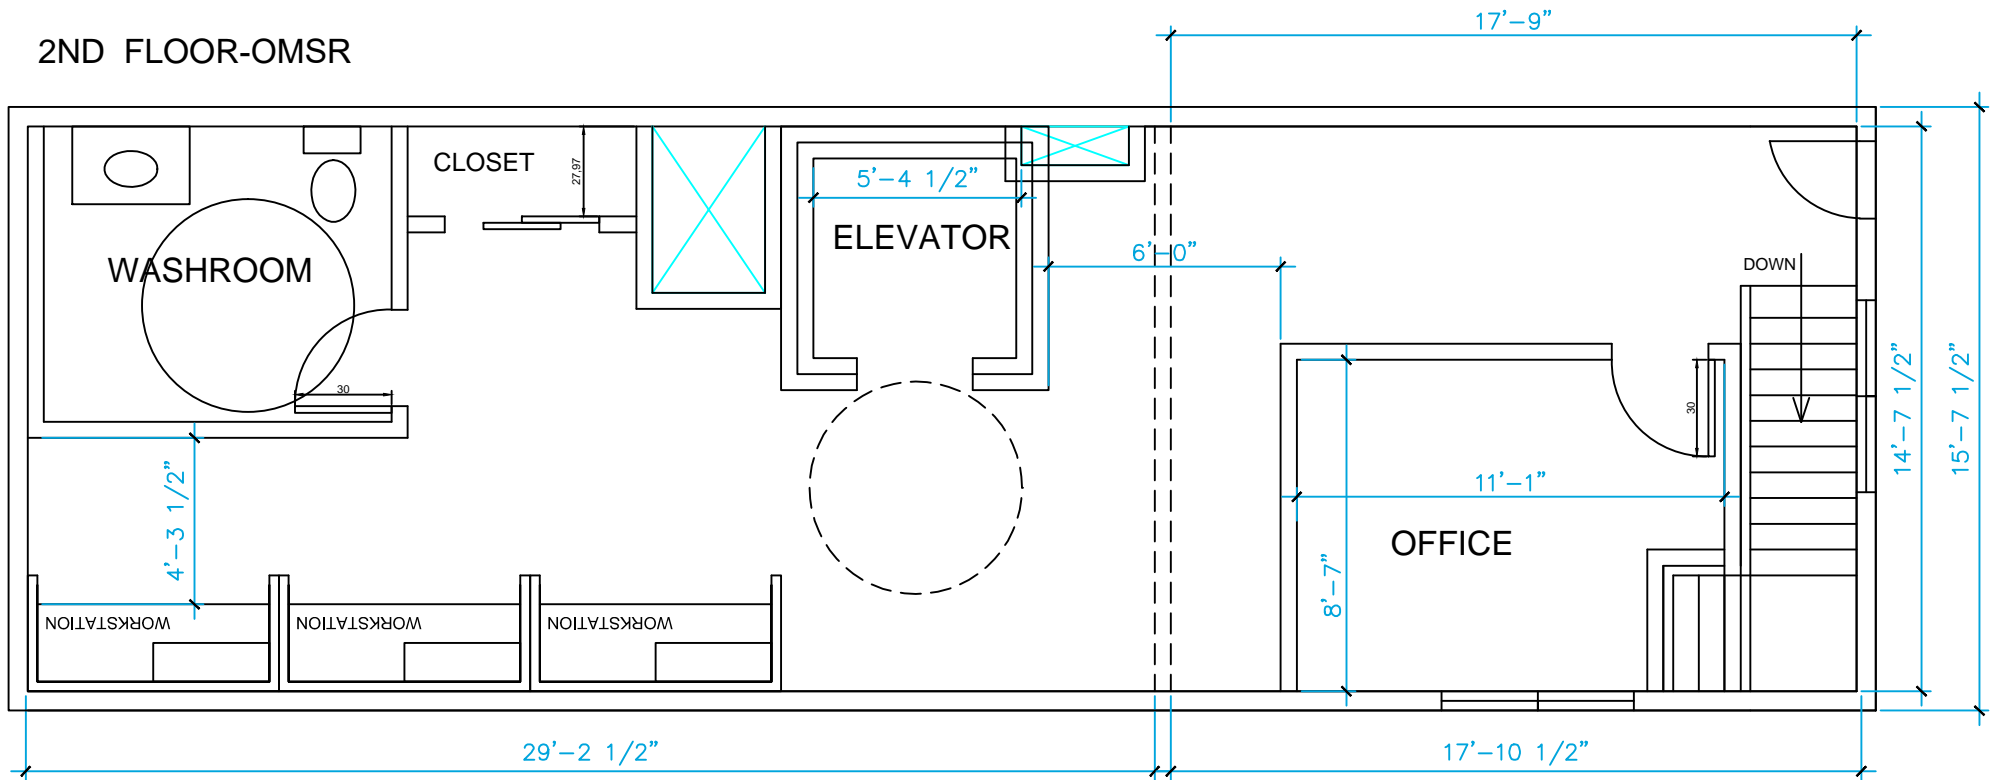 17’-9”
2ND FLOOR-OMSR
CLOSET
27,97
5’-4 1/2”
ELEVATOR
6’-0”
WASHROOM
DOWN
30
30
14’-7 1/2”
15’-7 1/2”
11’-1”
4’-3 1/2”
OFFICE
8’-7”
WORKSTATION
WORKSTATION
WORKSTATION
29’-2 1/2”
17’-10 1/2”